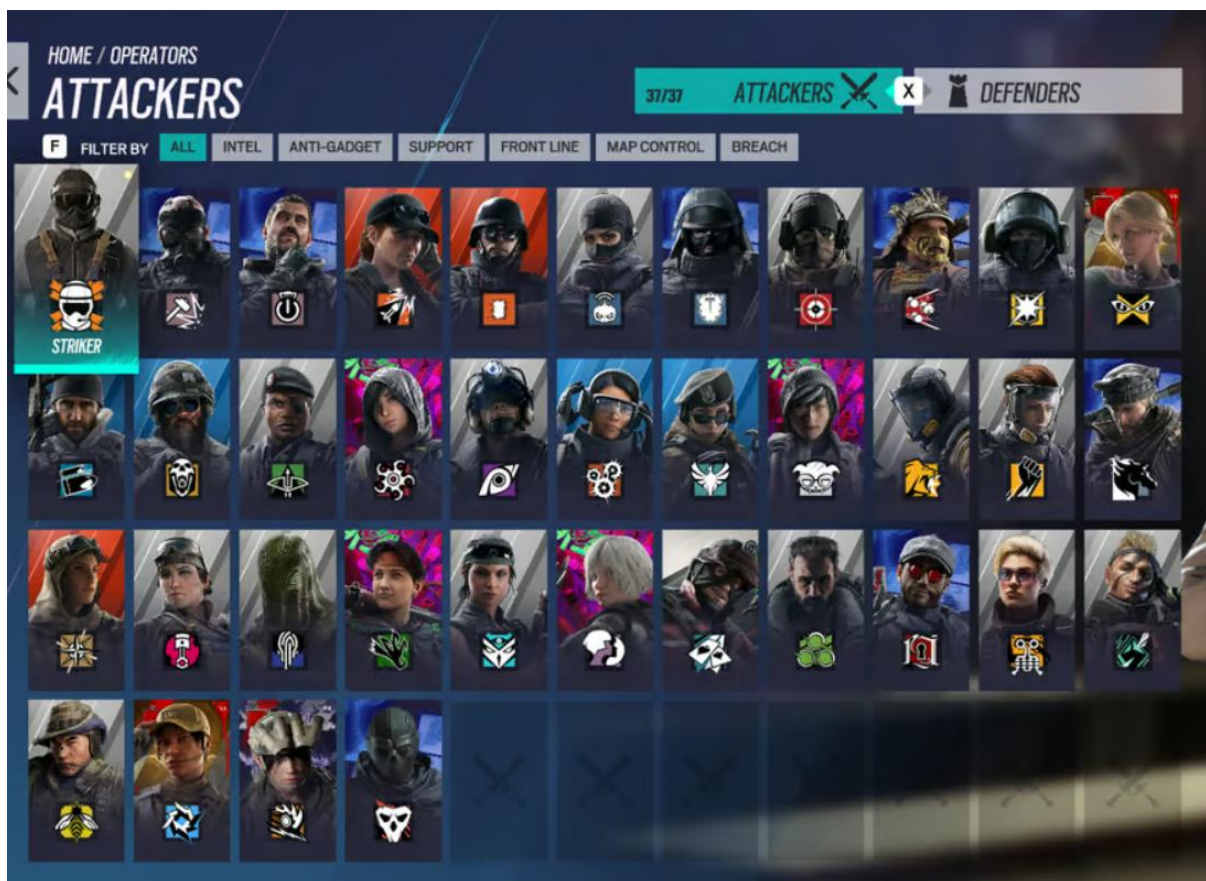 HOME / OPERATORS
ATTACKERS
37/37 ATTACKERS X DEFENDERS
F FILTER BY ALL INTEL ANTI-GADGET SUPPORT FRONT LINE MAP CONTROL BREACH
STRIKER